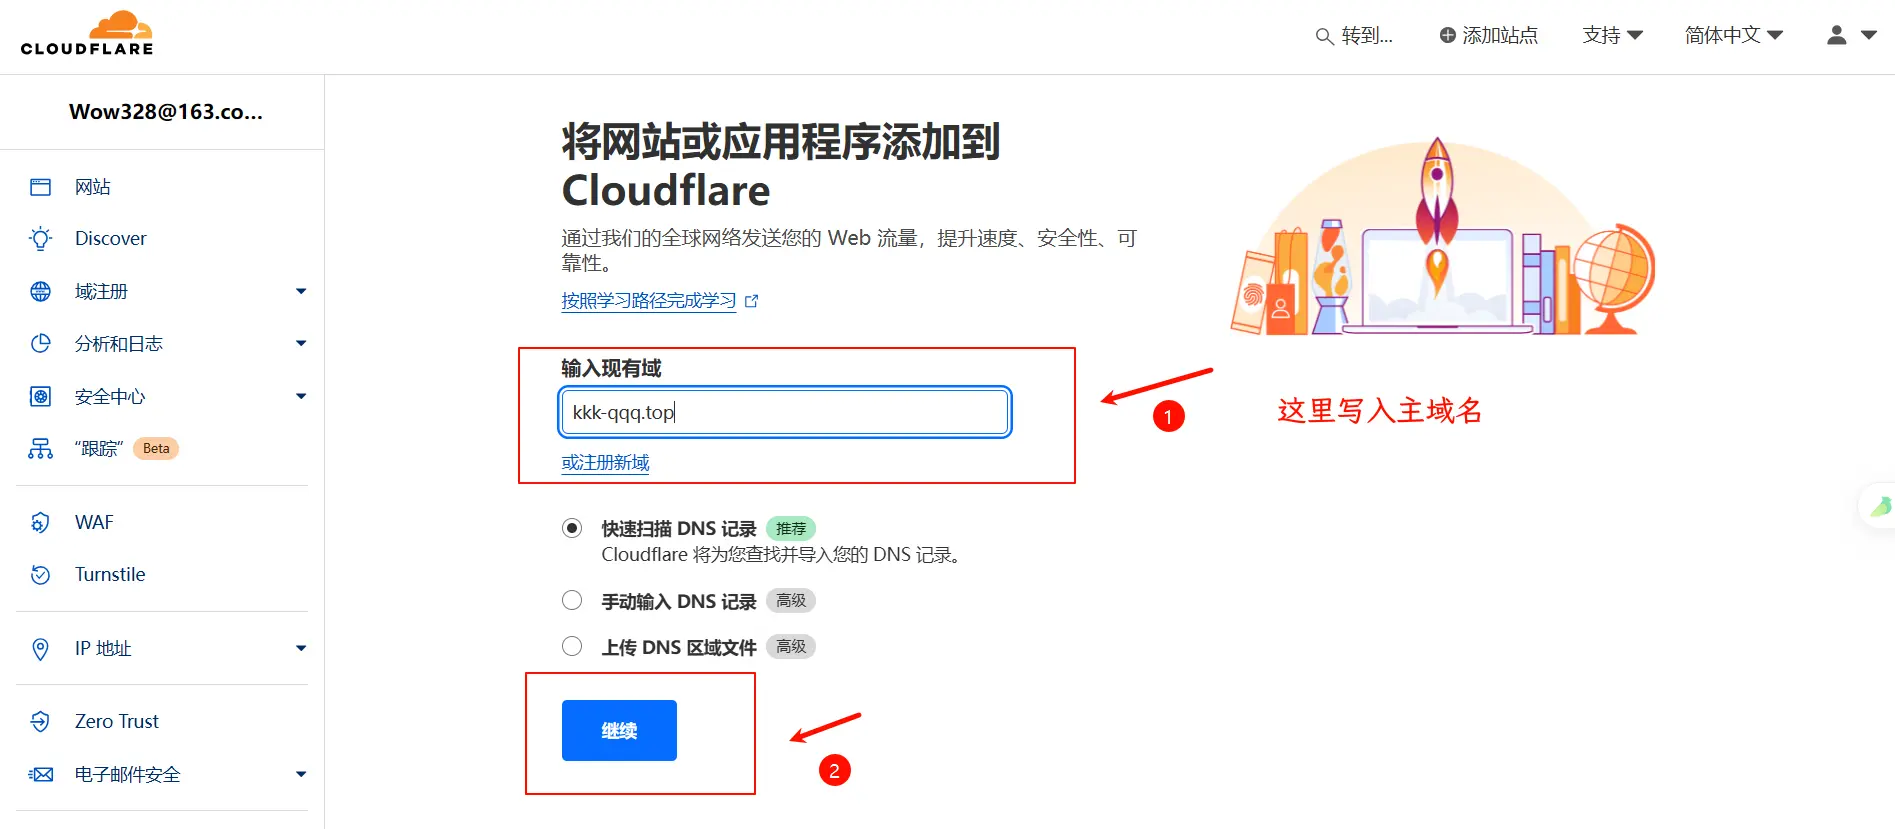 CLOUDFLARE
转到...
添加站点
支持
简体中文
Wow328@163.co...
网站
Discover
域注册
分析和日志
安全中心
“跟踪” Beta
WAF
Turnstile
IP 地址
Zero Trust
电子邮件安全
将网站或应用程序添加到
Cloudflare
通过我们的全球网络发送您的 Web 流量，提升速度、安全性、可
靠性。
按照学习路径完成学习
输入现有域
kkk-qqq.top
或注册新域
1
这里写入主域名
快速扫描 DNS 记录 推荐
Cloudflare 将为您查找并导入您的 DNS 记录。
手动输入 DNS 记录 高级
上传 DNS 区域文件 高级
继续
2